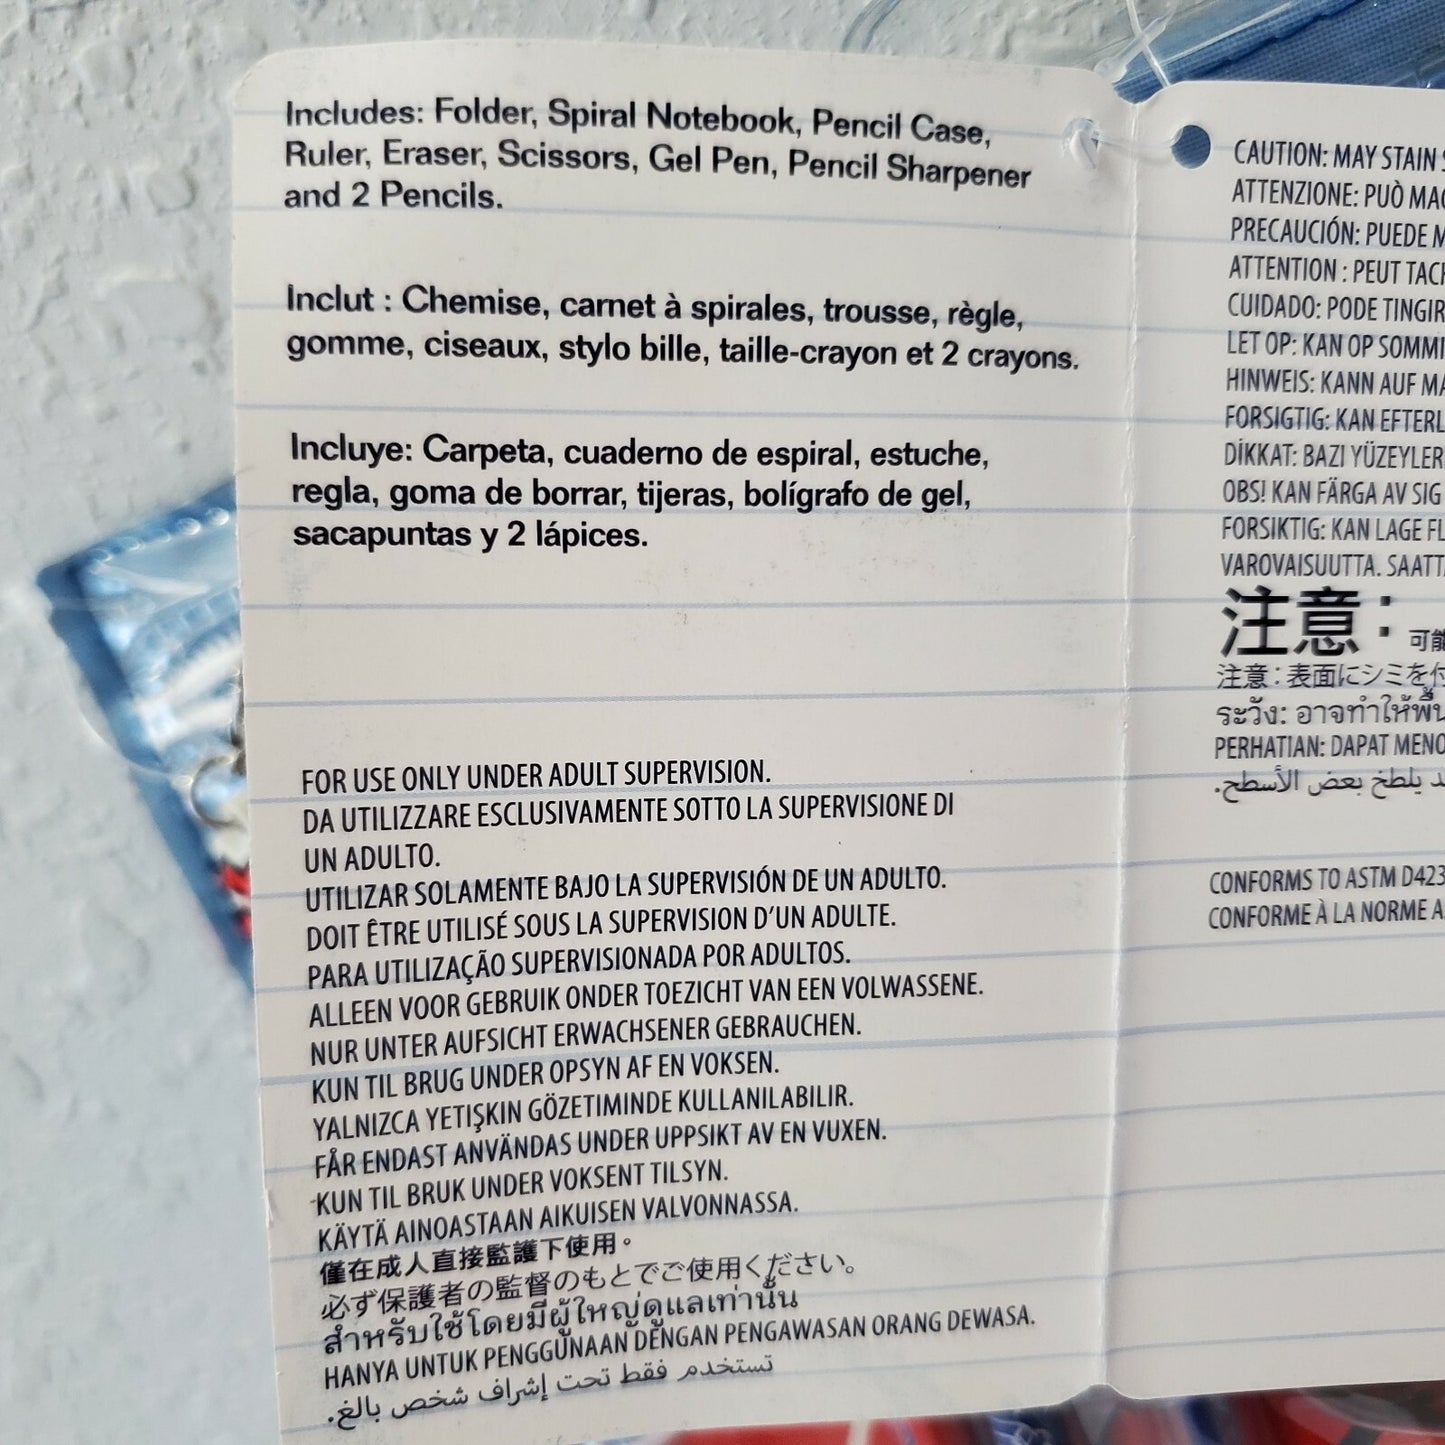 Includes: Folder, Spiral Notebook, Pencil Case,
Ruler, Eraser, Scissors, Gel Pen, Pencil Sharpener
and 2 Pencils.
Inclut : Chemise, carnet à spirales, trousse, règle,
gomme, ciseaux, stylo bille, taille-crayon et 2 crayons.
Incluye: Carpeta, cuaderno de espiral, estuche,
regla, goma de borrar, tijeras, bolígrafo de gel,
sacapuntas y 2 lápices.
FOR USE ONLY UNDER ADULT SUPERVISION.
DA UTILIZZARE ESCLUSIVAMENTE SOTTO LA SUPERVISIONE DI
UN ADULTO.
UTILIZAR SOLAMENTE BAJO LA SUPERVISIÓN DE UN ADULTO.
DOIT ÊTRE UTILISÉ SOUS LA SUPERVISION D'UN ADULTE.
PARA UTILIZAÇÃO SUPERVISIONADA POR ADULTOS.
ALLEEN VOOR GEBRUIK ONDER TOEZICHT VAN EEN VOLWASSENE.
NUR UNTER AUFSICHT ERWACHSENER GEBRAUCHEN.
KUN TIL BRUG UNDER OPSYN AF EN VOKSEN.
YALNIZCA YETIŞKIN GÖZETIMINDE KULLANILABILIR.
FÅR ENDAST ANVÄNDAS UNDER UPPSIKT AV EN VUXEN.
KUN TIL BRUK UNDER VOKSENT TILSYN.
KÄYTÄ AINOASTAAN AIKUISEN VALVONNASSA.
僅在成人直接監護下使用。
必ず保護者の監督のもとでご使用ください。
สำหรับใช้โดยมีผู้ใหญ่ดูแลเท่านั้น
HANYA UNTUK PENGGUNAAN DENGAN PENGAWASAN ORANG DEWASA.
تستخدم فقط تحت إشراف شخص بالغ.
CAUTION: MAY STAIN
ATTENZIONE: PUÒ
PRECAUCIÓN: PUEDE
ATTENTION : PEUT
CUIDADO: PODE TINGIR
LET OP: KAN OP
HINWEIS: KANN AUF
FORSIGTIG: KAN
DİKKAT: BAZI YÜZEYLER
OBS! KAN FÄRGA AV SIG
FORSIKTIG: KAN LAGE
VAROVAISUUTTA.
注意: 可能
注意 : 表面にシミを
ระวัง: อาจทำให้
PERHATIAN: DAPAT
يلطخ بعض الأسطح.
CONFORMS TO ASTM
CONFORME À LA NORME